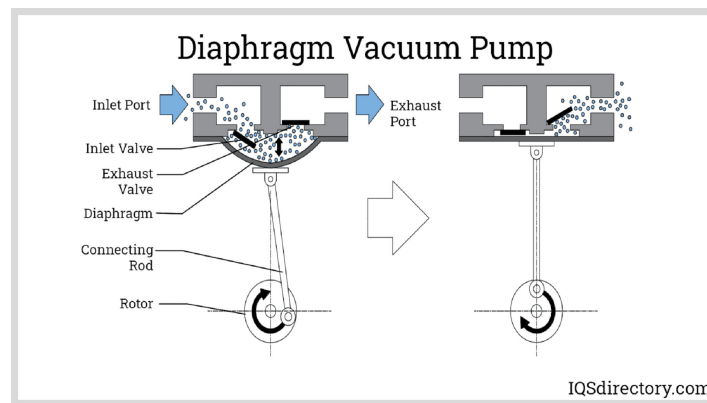 Diaphragm Vacuum Pump
Inlet Port
Exhaust
Port
Inlet Valve
Exhaust
Valve
Diaphragm
Connecting
Rod
Rotor
IQSdirectory.com